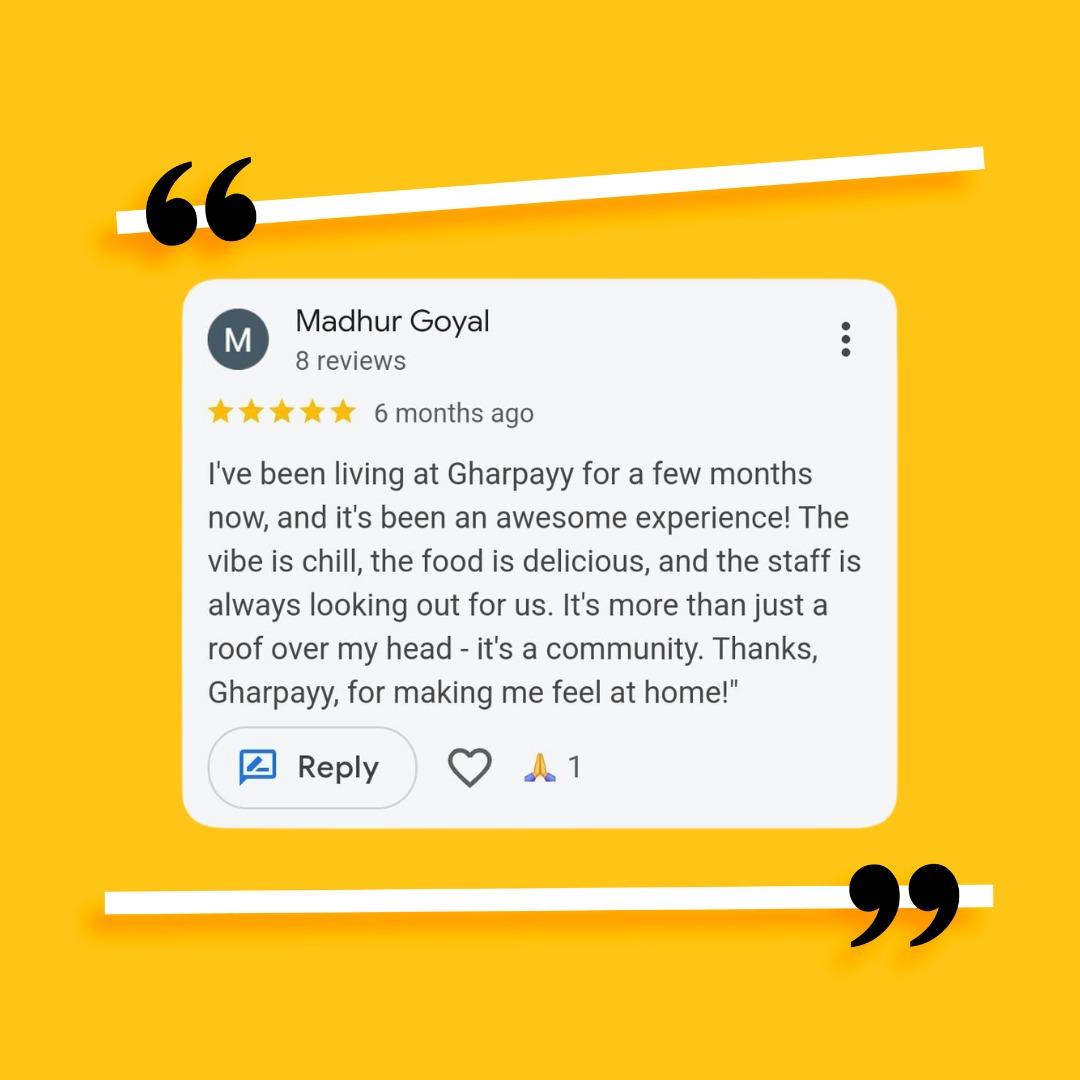 “
M
Madhur Goyal
8 reviews
6 months ago
I've been living at Gharpayy for a few months
now, and it's been an awesome experience! The
vibe is chill, the food is delicious, and the staff is
always looking out for us. It's more than just a
roof over my head - it's a community. Thanks,
Gharpayy, for making me feel at home!"
Reply
1
”